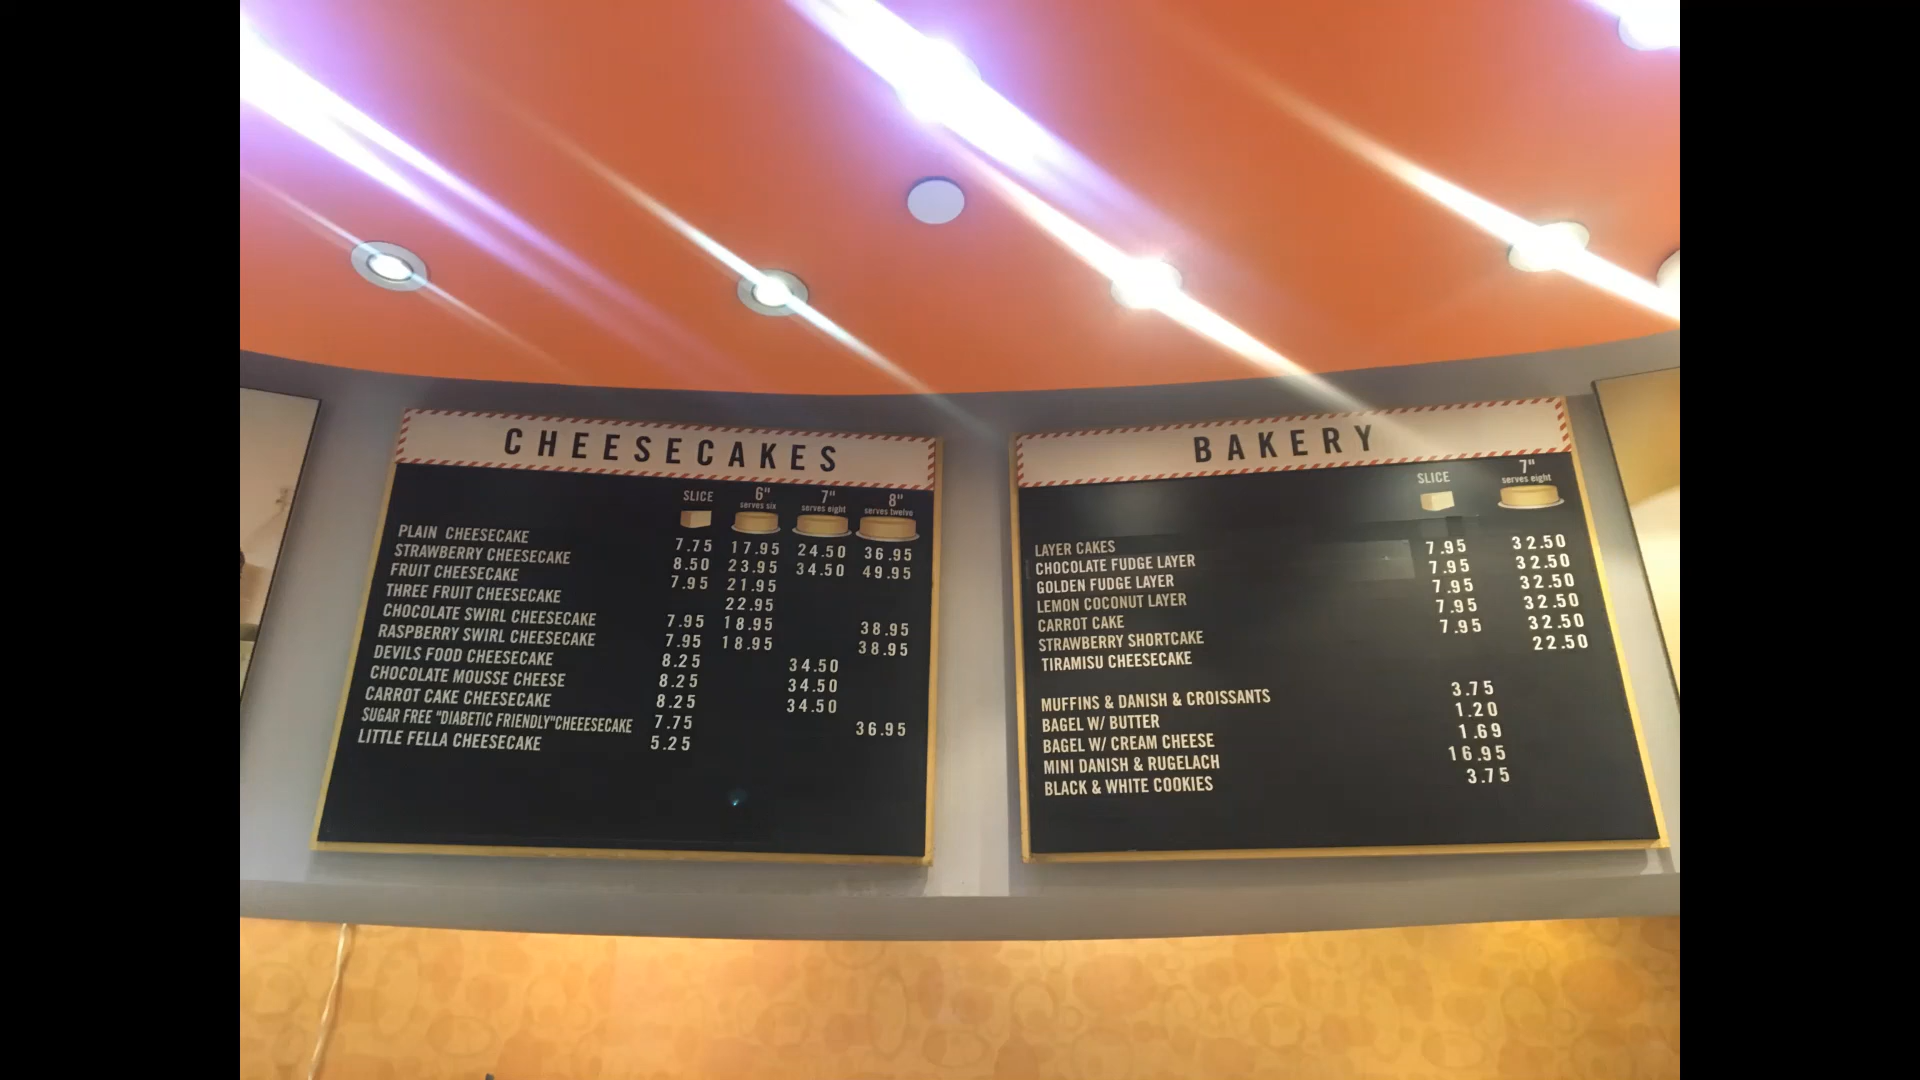 CHEESECAKES
SLICE 6" 7" 8"
serves six serves eight serves twelve
PLAIN CHEESECAKE 7.75 17.95 24.50 36.95
STRAWBERRY CHEESECAKE 8.50 23.95 34.50 49.95
FRUIT CHEESECAKE 7.95 21.95
THREE FRUIT CHEESECAKE 22.95
CHOCOLATE SWIRL CHEESECAKE 7.95 18.95 38.95
RASPBERRY SWIRL CHEESECAKE 7.95 18.95 38.95
DEVILS FOOD CHEESECAKE 8.25 34.50
CHOCOLATE MOUSSE CHEESE 8.25 34.50
CARROT CAKE CHEESECAKE 8.25 34.50
SUGAR FREE "DIABETIC FRIENDLY"CHEEESECAKE 7.75 36.95
LITTLE FELLA CHEESECAKE 5.25
BAKERY
SLICE 7"
serves eight
LAYER CAKES
CHOCOLATE FUDGE LAYER 7.95 32.50
GOLDEN FUDGE LAYER 7.95 32.50
LEMON COCONUT LAYER 7.95 32.50
CARROT CAKE 7.95 32.50
STRAWBERRY SHORTCAKE 7.95 32.50
TIRAMISU CHEESECAKE 22.50
MUFFINS & DANISH & CROISSANTS 3.75
BAGEL W/ BUTTER 1.20
BAGEL W/ CREAM CHEESE 1.69
MINI DANISH & RUGELACH 16.95
BLACK & WHITE COOKIES 3.75